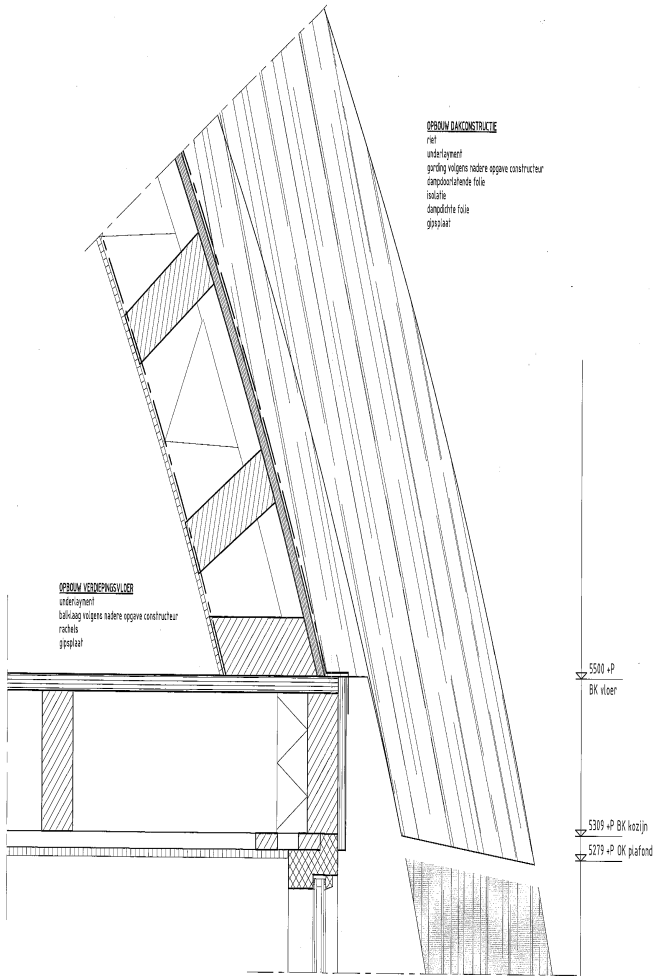 OPBOUW DAKCONSTRUCTIE
riet
underlayment
gording volgens nadere opgave constructeur
dampdoorlatende folie
isolatie
dampdichte folie
gipsplaat
OPBOUW VERDIEPINGSVLOER
underlayment
balklaag volgens nadere opgave constructeur
rachels
gipsplaat
5500 +P
BK vloer
5309 +P BK kozijn
5279 +P OK plafond